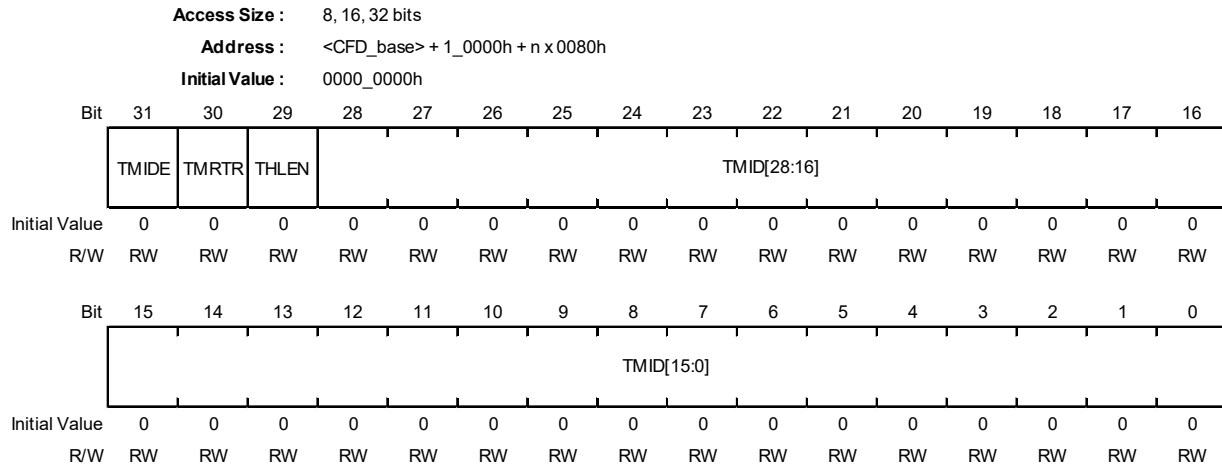 Access Size : 8, 16, 32 bits
Address : <CFD_base> + 1_0000h + n x 0080h
Initial Value : 0000_0000h
Bit 31 30 29 28 27 26 25 24 23 22 21 20 19 18 17 16
TMIDE TMRTR THLEN TMID[28:16]
Initial Value 0 0 0 0 0 0 0 0 0 0 0 0 0 0 0 0
R/W RW RW RW RW RW RW RW RW RW RW RW RW RW RW RW RW
Bit 15 14 13 12 11 10 9 8 7 6 5 4 3 2 1 0
TMID[15:0]
Initial Value 0 0 0 0 0 0 0 0 0 0 0 0 0 0 0 0
R/W RW RW RW RW RW RW RW RW RW RW RW RW RW RW RW RW